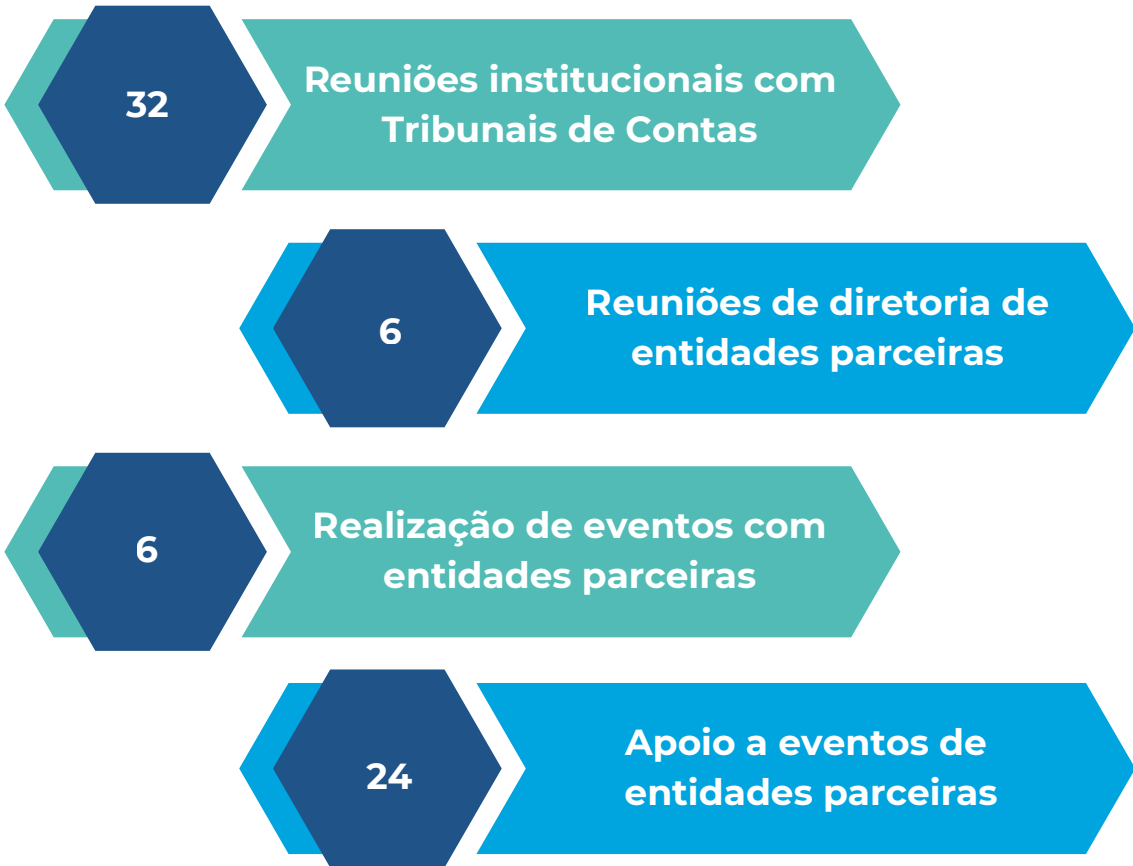 32
Reuniões institucionais com
Tribunais de Contas
6
Reuniões de diretoria de
entidades parceiras
6
Realização de eventos com
entidades parceiras
24
Apoio a eventos de
entidades parceiras